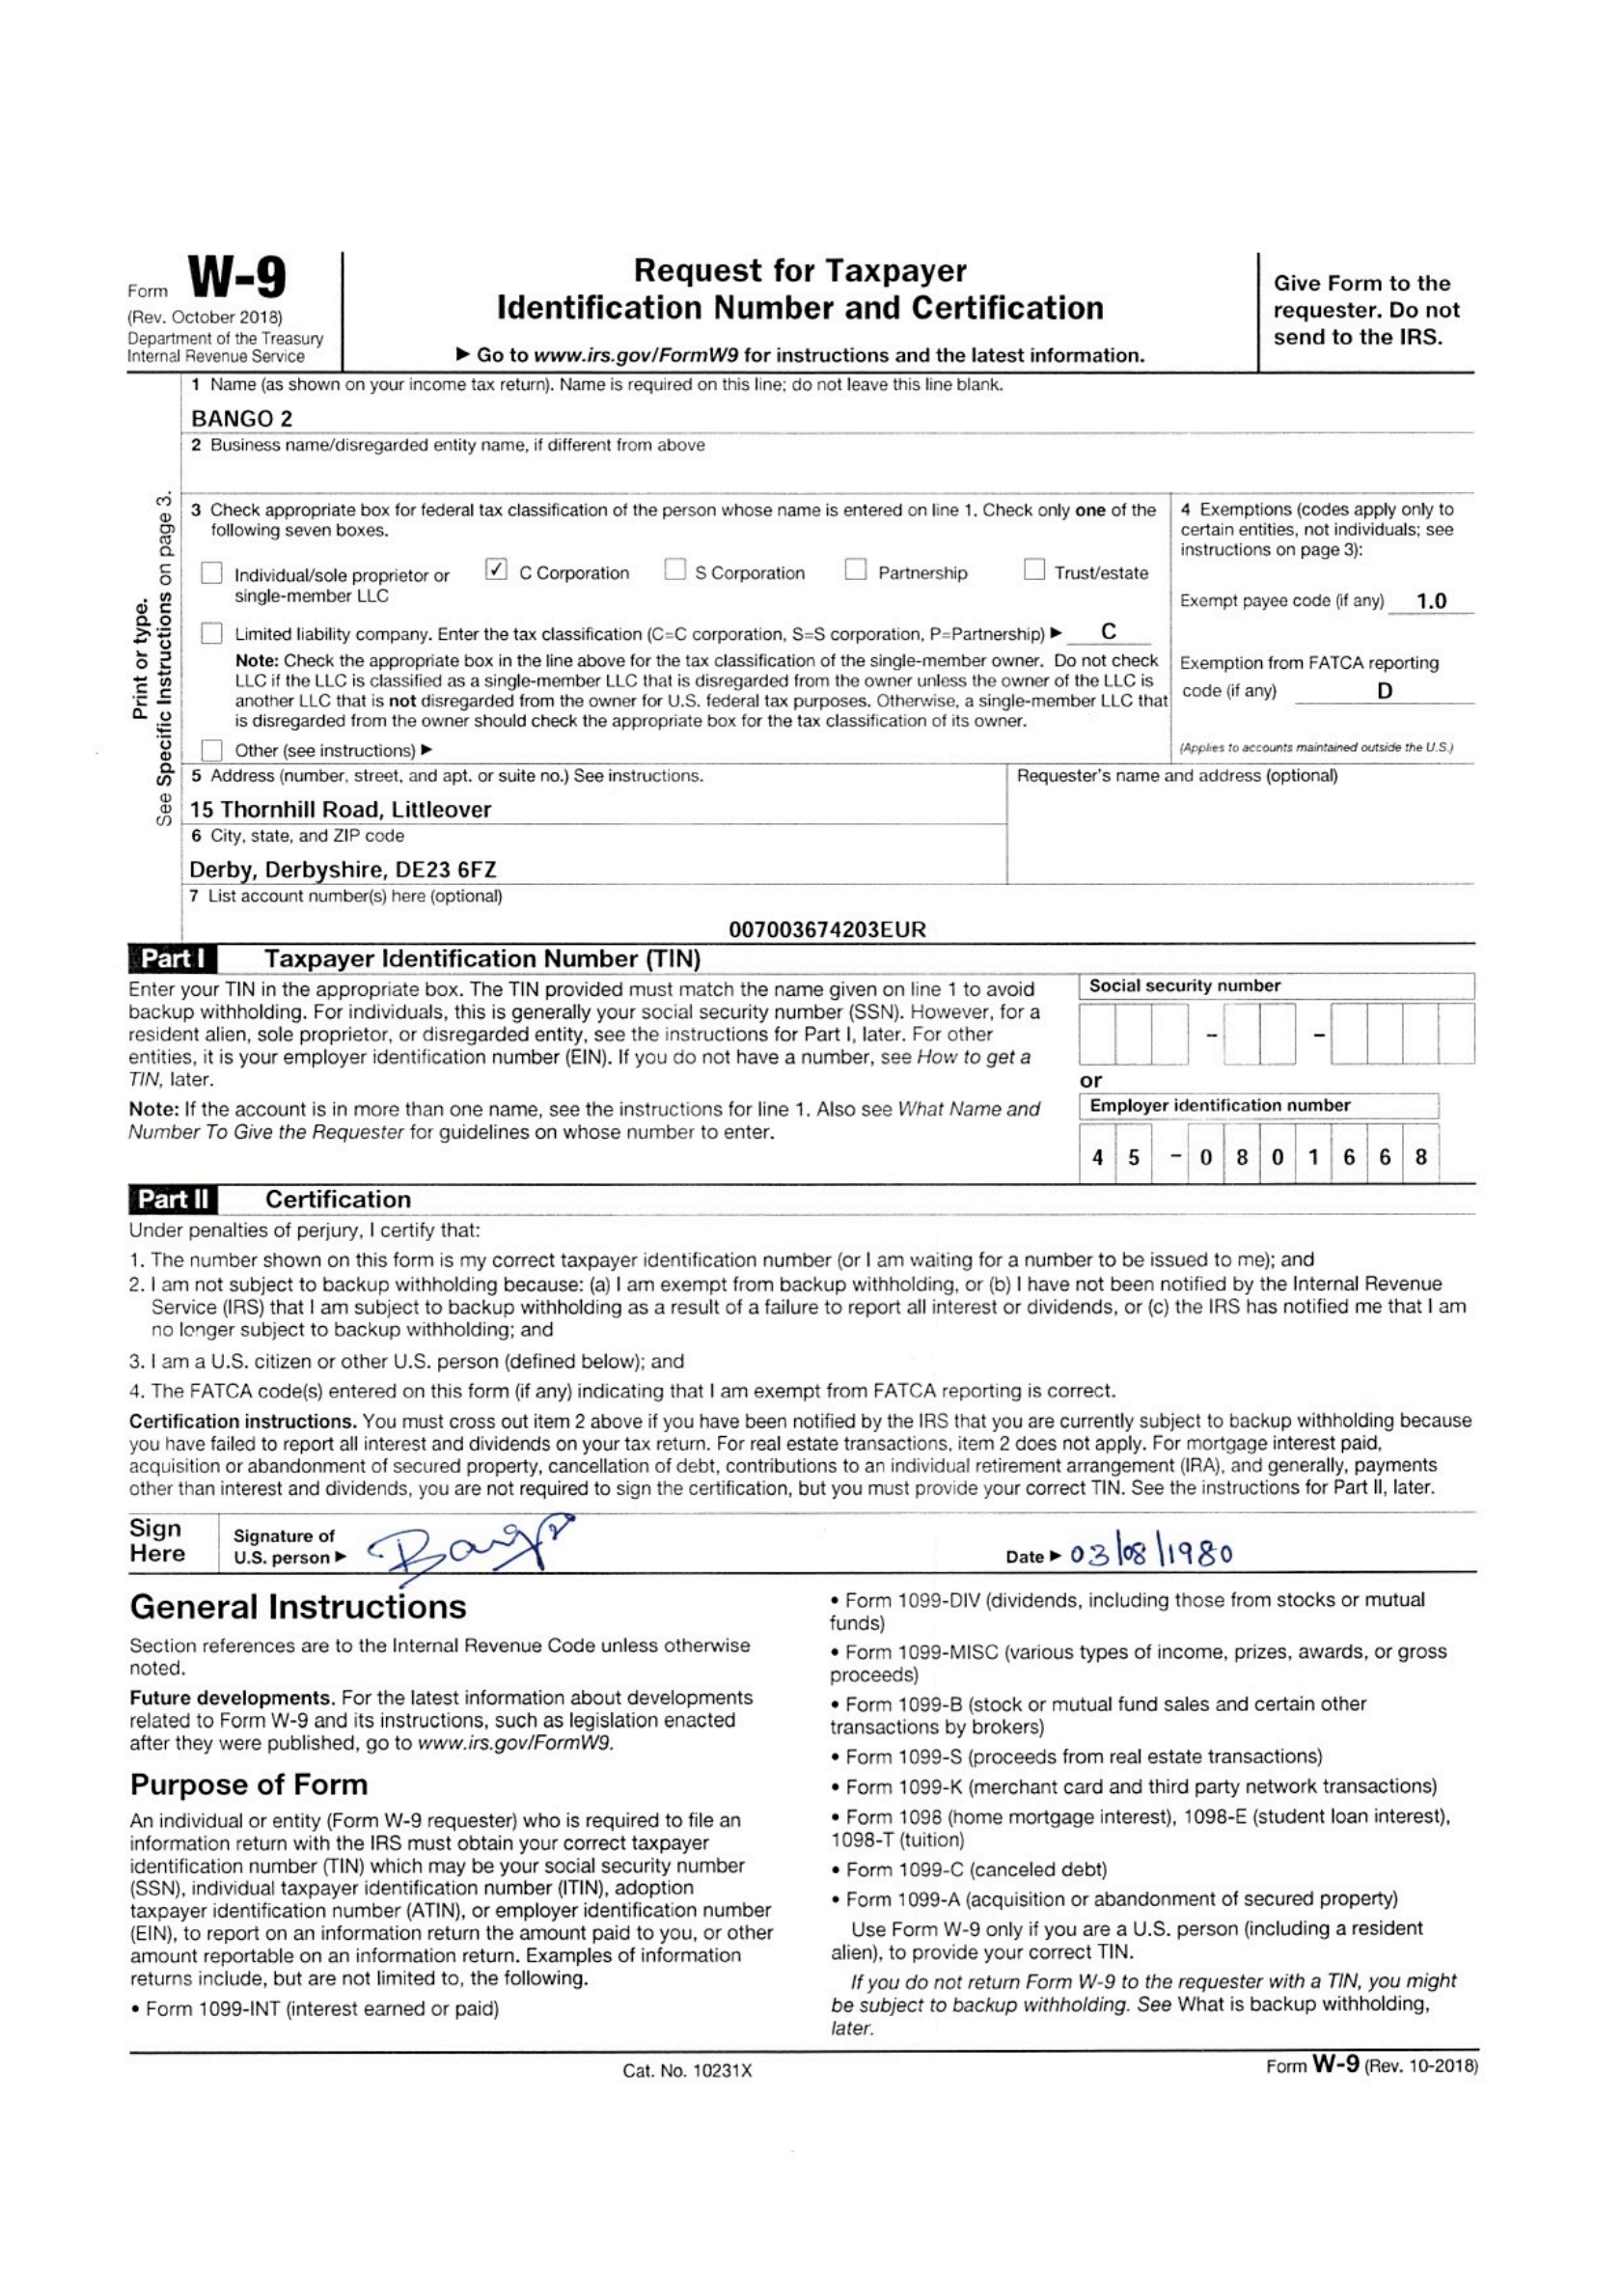 Form W-9
(Rev. October 2018)
Department of the Treasury
Internal Revenue Service
Request for Taxpayer
Identification Number and Certification
▶ Go to www.irs.gov/FormW9 for instructions and the latest information.
Give Form to the
requester. Do not
send to the IRS.
Print or type.
See Specific Instructions on page 3.
1 Name (as shown on your income tax return). Name is required on this line; do not leave this line blank.
BANGO 2
2 Business name/disregarded entity name, if different from above
3 Check appropriate box for federal tax classification of the person whose name is entered on line 1. Check only one of the
following seven boxes.
Individual/sole proprietor or
single-member LLC
✓ C Corporation
S Corporation
Partnership
Trust/estate
Limited liability company. Enter the tax classification (C=C corporation, S=S corporation, P=Partnership) ▶ C
Note: Check the appropriate box in the line above for the tax classification of the single-member owner. Do not check
LLC if the LLC is classified as a single-member LLC that is disregarded from the owner unless the owner of the LLC is
another LLC that is not disregarded from the owner for U.S. federal tax purposes. Otherwise, a single-member LLC that
is disregarded from the owner should check the appropriate box for the tax classification of its owner.
Other (see instructions) ▶
4 Exemptions (codes apply only to
certain entities, not individuals; see
instructions on page 3):
Exempt payee code (if any) 1.0
Exemption from FATCA reporting
code (if any) D
(Applies to accounts maintained outside the U.S.)
5 Address (number, street, and apt. or suite no.) See instructions.
15 Thornhill Road, Littleover
6 City, state, and ZIP code
Derby, Derbyshire, DE23 6FZ
Requester's name and address (optional)
7 List account number(s) here (optional)
007003674203EUR
Part I Taxpayer Identification Number (TIN)
Enter your TIN in the appropriate box. The TIN provided must match the name given on line 1 to avoid
backup withholding. For individuals, this is generally your social security number (SSN). However, for a
resident alien, sole proprietor, or disregarded entity, see the instructions for Part I, later. For other
entities, it is your employer identification number (EIN). If you do not have a number, see How to get a
TIN, later.
Note: If the account is in more than one name, see the instructions for line 1. Also see What Name and
Number To Give the Requester for guidelines on whose number to enter.
Social security number
– –
or
Employer identification number
4 5 – 0 8 0 1 6 6 8
Part II Certification
Under penalties of perjury, I certify that:
1. The number shown on this form is my correct taxpayer identification number (or I am waiting for a number to be issued to me); and
2. I am not subject to backup withholding because: (a) I am exempt from backup withholding, or (b) I have not been notified by the Internal Revenue
Service (IRS) that I am subject to backup withholding as a result of a failure to report all interest or dividends, or (c) the IRS has notified me that I am
no longer subject to backup withholding; and
3. I am a U.S. citizen or other U.S. person (defined below); and
4. The FATCA code(s) entered on this form (if any) indicating that I am exempt from FATCA reporting is correct.
Certification instructions. You must cross out item 2 above if you have been notified by the IRS that you are currently subject to backup withholding because
you have failed to report all interest and dividends on your tax return. For real estate transactions, item 2 does not apply. For mortgage interest paid,
acquisition or abandonment of secured property, cancellation of debt, contributions to an individual retirement arrangement (IRA), and generally, payments
other than interest and dividends, you are not required to sign the certification, but you must provide your correct TIN. See the instructions for Part II, later.
Sign
Here
Signature of
U.S. person ▶
Date ▶ 03/08/1980
General Instructions
Section references are to the Internal Revenue Code unless otherwise
noted.
Future developments. For the latest information about developments
related to Form W-9 and its instructions, such as legislation enacted
after they were published, go to www.irs.gov/FormW9.
Purpose of Form
An individual or entity (Form W-9 requester) who is required to file an
information return with the IRS must obtain your correct taxpayer
identification number (TIN) which may be your social security number
(SSN), individual taxpayer identification number (ITIN), adoption
taxpayer identification number (ATIN), or employer identification number
(EIN), to report on an information return the amount paid to you, or other
amount reportable on an information return. Examples of information
returns include, but are not limited to, the following.
• Form 1099-INT (interest earned or paid)
• Form 1099-DIV (dividends, including those from stocks or mutual
funds)
• Form 1099-MISC (various types of income, prizes, awards, or gross
proceeds)
• Form 1099-B (stock or mutual fund sales and certain other
transactions by brokers)
• Form 1099-S (proceeds from real estate transactions)
• Form 1099-K (merchant card and third party network transactions)
• Form 1098 (home mortgage interest), 1098-E (student loan interest),
1098-T (tuition)
• Form 1099-C (canceled debt)
• Form 1099-A (acquisition or abandonment of secured property)
Use Form W-9 only if you are a U.S. person (including a resident
alien), to provide your correct TIN.
If you do not return Form W-9 to the requester with a TIN, you might
be subject to backup withholding. See What is backup withholding,
later.
Cat. No. 10231X
Form W-9 (Rev. 10-2018)